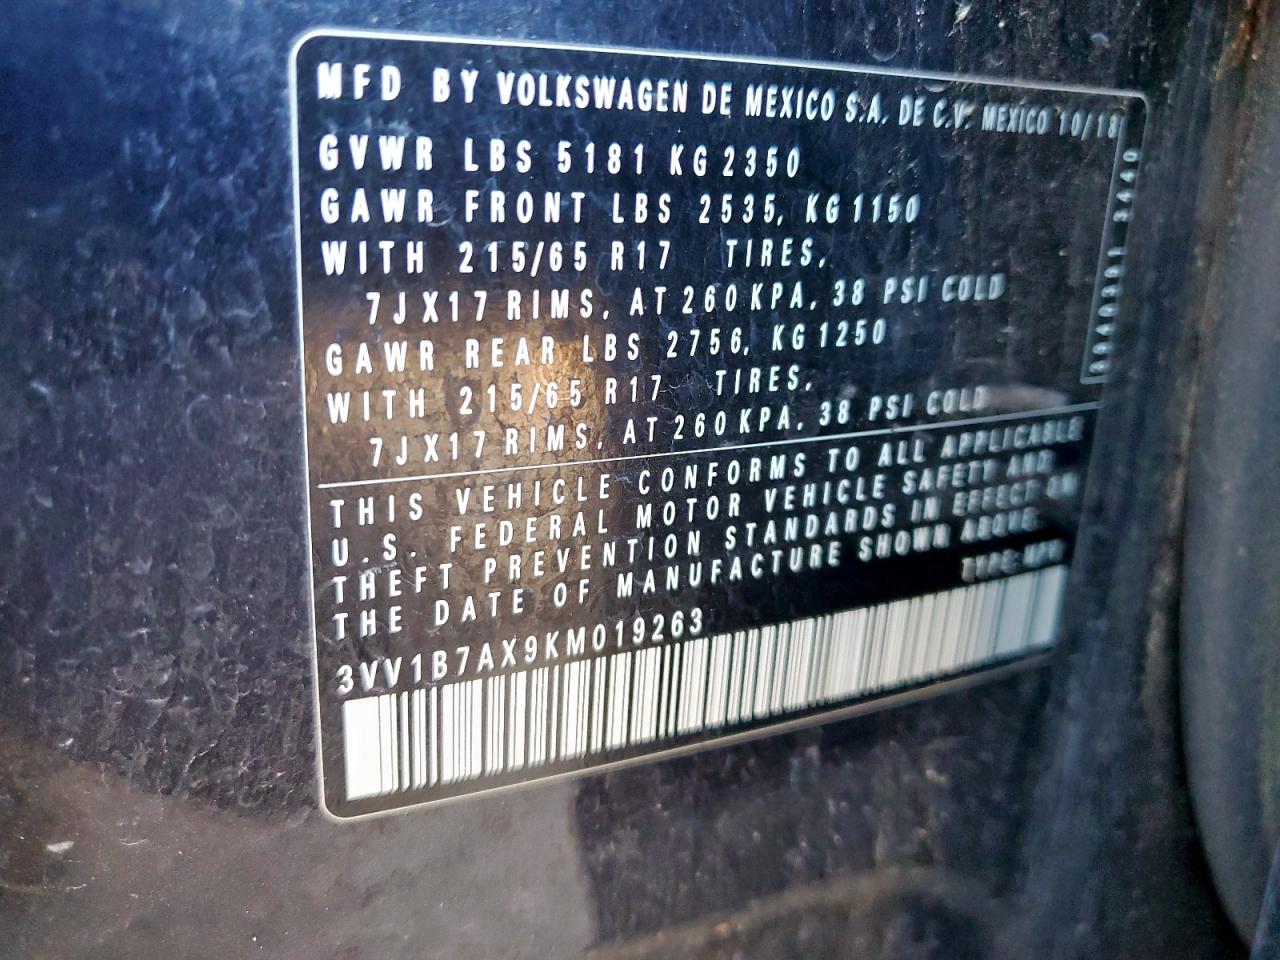 MFD BY VOLKSWAGEN DE MEXICO S.A. DE C.V. MEXICO 10/18
GVWR LBS 5181 KG 2350
GAWR FRONT LBS 2535, KG 1150
WITH 215/65 R17 TIRES,
7JX17 RIMS, AT 260 KPA, 38 PSI COLD
GAWR REAR LBS 2756, KG 1250
WITH 215/65 R17 TIRES,
7JX17 RIMS, AT 260 KPA, 38 PSI COLD
THIS VEHICLE CONFORMS TO ALL APPLICABLE
U.S. FEDERAL MOTOR VEHICLE SAFETY AND
THEFT PREVENTION STANDARDS IN EFFECT ON
THE DATE OF MANUFACTURE SHOWN ABOVE.
TYPE: MPV
3VV1B7AX9KM019263